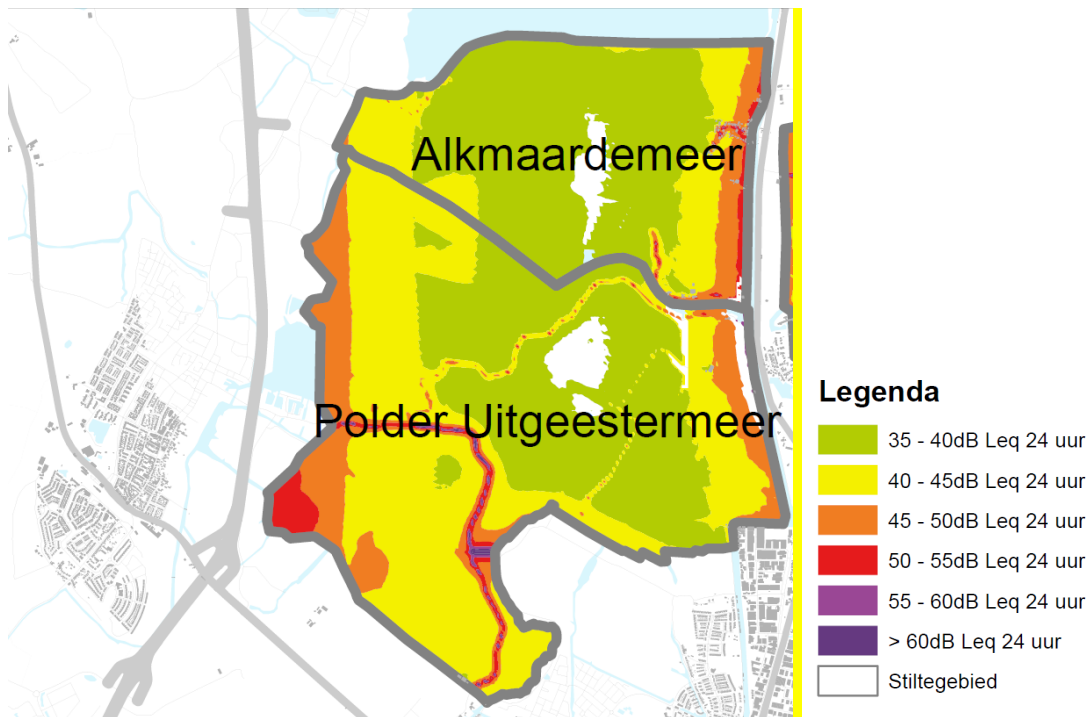 Alkmaardemeer
Polder Uitgeestermeer
Legenda
35 - 40dB Leq 24 uur
40 - 45dB Leq 24 uur
45 - 50dB Leq 24 uur
50 - 55dB Leq 24 uur
55 - 60dB Leq 24 uur
> 60dB Leq 24 uur
Stiltegebied